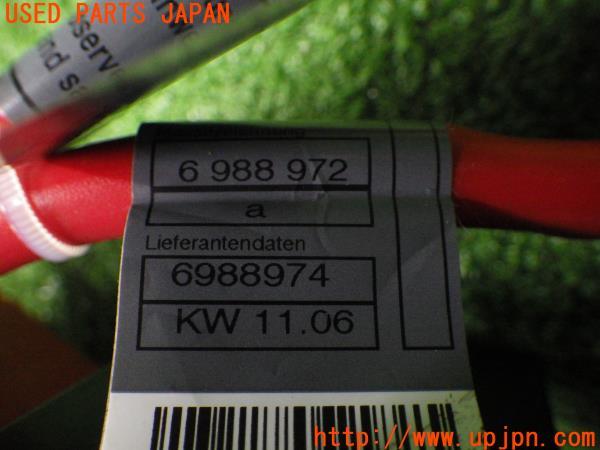 USED PARTS JAPAN
6 988 972
a
Lieferantendaten
6988974
KW 11.06
http://www.upjpn.com/